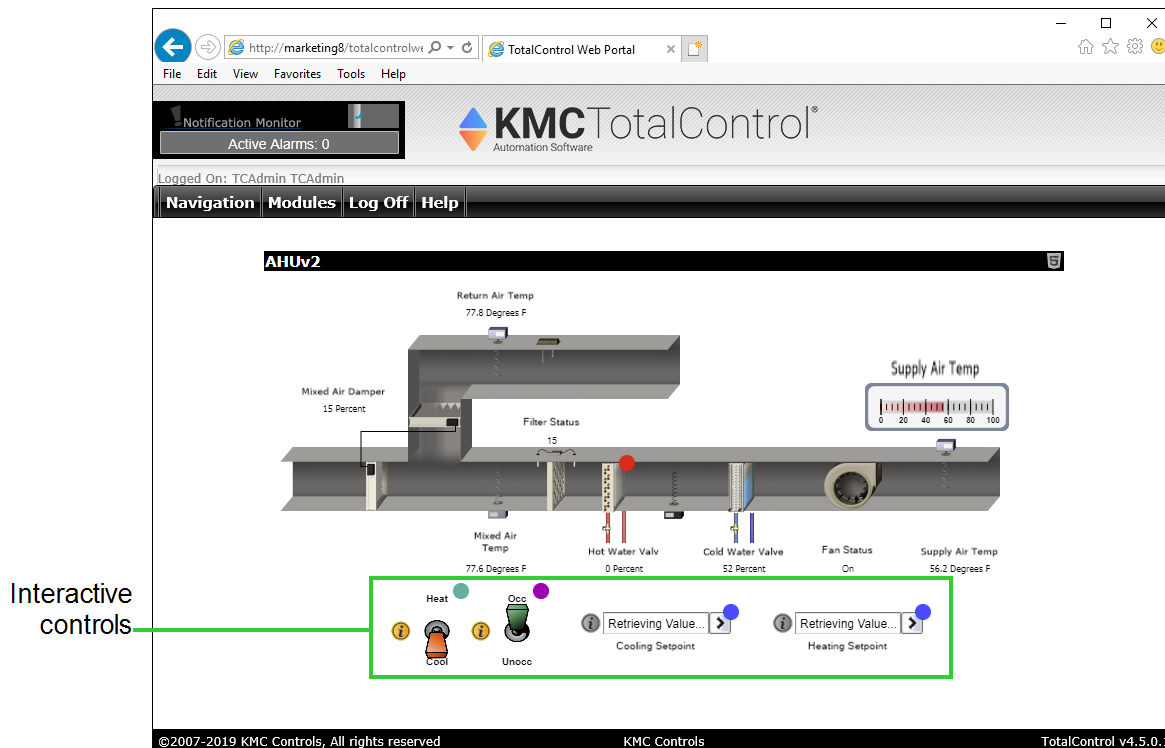 http://marketing8/totalcontrolwe
TotalControl Web Portal
File Edit View Favorites Tools Help
Notification Monitor
Active Alarms: 0
KMCTotalControl®
Automation Software
Logged On: TCAdmin TCAdmin
Navigation Modules Log Off Help
AHUv2
Return Air Temp
77.8 Degrees F
Supply Air Temp
0 20 40 60 80 100
Mixed Air Damper
15 Percent
Filter Status
15
Mixed Air
Temp
77.6 Degrees F
Hot Water Valv
0 Percent
Cold Water Valve
52 Percent
Fan Status
On
Supply Air Temp
56.2 Degrees F
Interactive
controls
Heat
Cool
Occ
Unocc
Retrieving Value...
Cooling Setpoint
Retrieving Value...
Heating Setpoint
©2007-2019 KMC Controls, All rights reserved KMC Controls TotalControl v4.5.0.